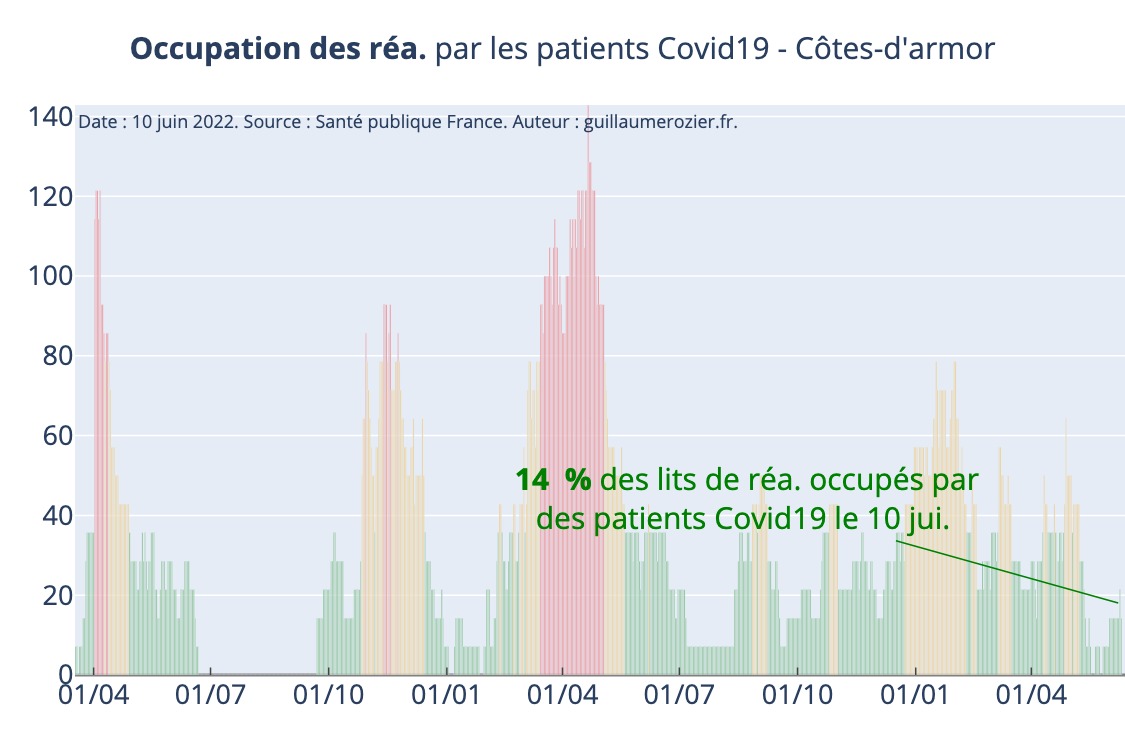 Occupation des réa. par les patients Covid19 - Côtes-d'armor
140
Date : 10 juin 2022. Source : Santé publique France. Auteur : guillaumerozier.fr.
120
100
80
60
14 % des lits de réa. occupés par
des patients Covid19 le 10 jui.
40
20
0
01/04 01/07 01/10 01/01 01/04 01/07 01/10 01/01 01/04